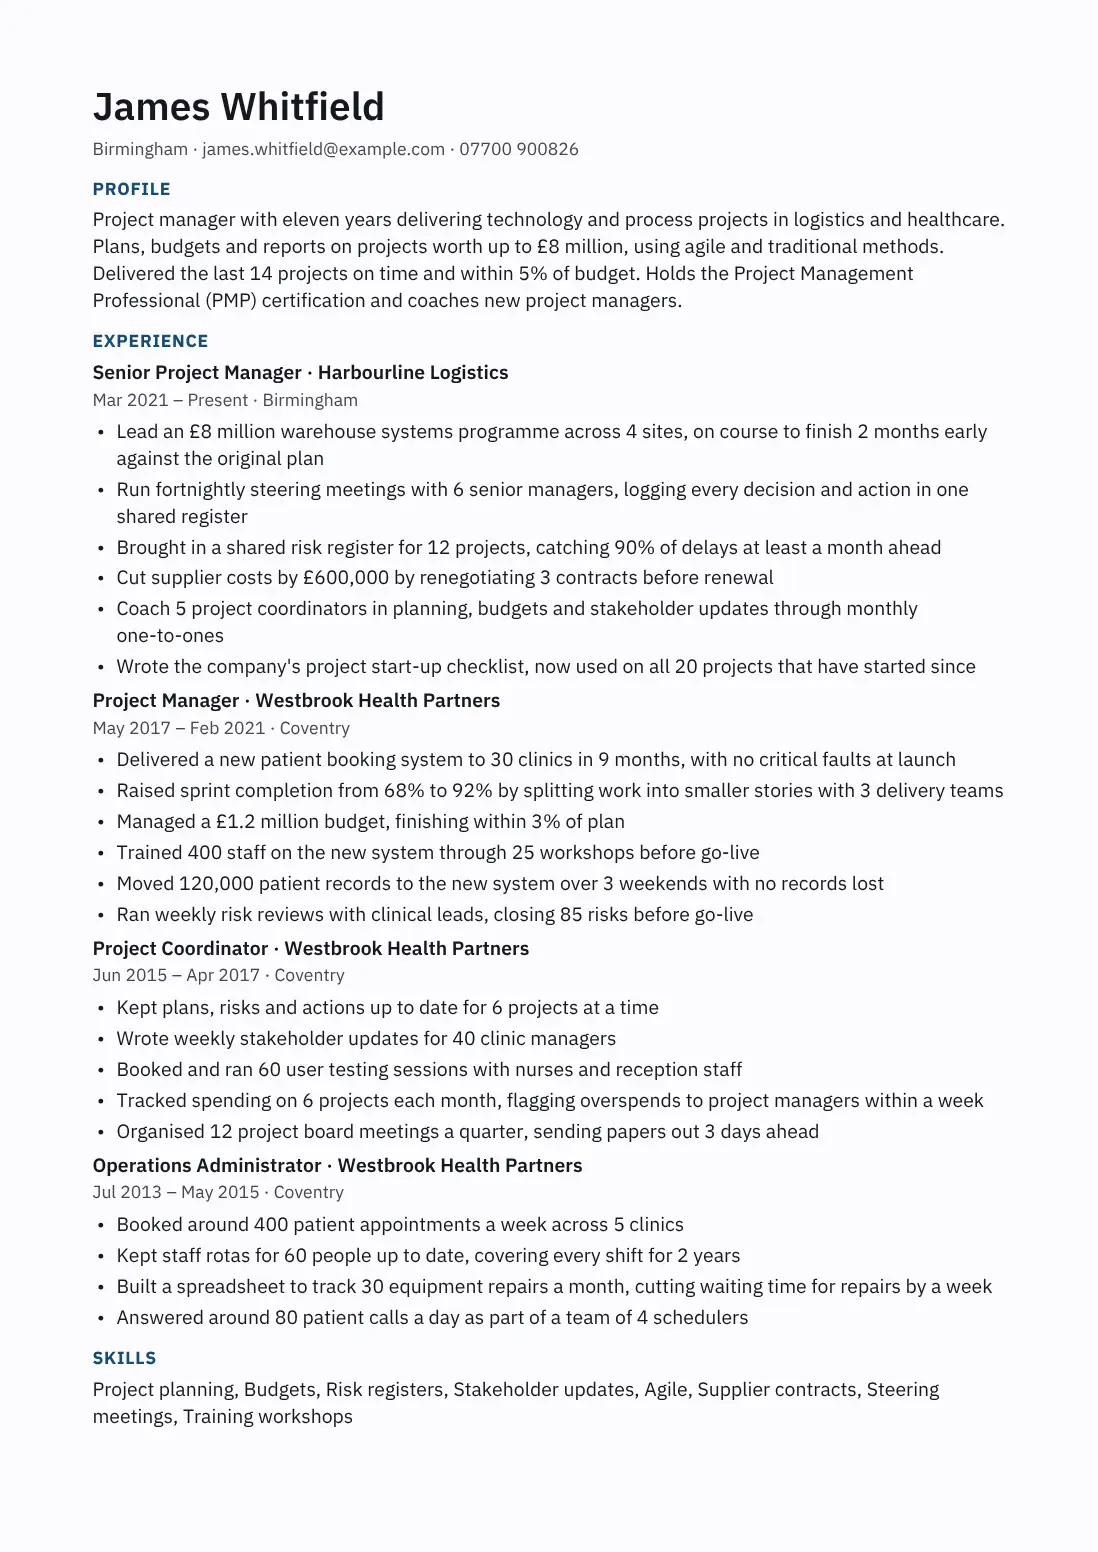 James Whitfield
Birmingham · james.whitfield@example.com · 07700 900826
PROFILE
Project manager with eleven years delivering technology and process projects in logistics and healthcare.
Plans, budgets and reports on projects worth up to £8 million, using agile and traditional methods.
Delivered the last 14 projects on time and within 5% of budget. Holds the Project Management
Professional (PMP) certification and coaches new project managers.
EXPERIENCE
Senior Project Manager · Harbourline Logistics
Mar 2021 – Present · Birmingham
• Lead an £8 million warehouse systems programme across 4 sites, on course to finish 2 months early
against the original plan
• Run fortnightly steering meetings with 6 senior managers, logging every decision and action in one
shared register
• Brought in a shared risk register for 12 projects, catching 90% of delays at least a month ahead
• Cut supplier costs by £600,000 by renegotiating 3 contracts before renewal
• Coach 5 project coordinators in planning, budgets and stakeholder updates through monthly
one-to-ones
• Wrote the company's project start-up checklist, now used on all 20 projects that have started since
Project Manager · Westbrook Health Partners
May 2017 – Feb 2021 · Coventry
• Delivered a new patient booking system to 30 clinics in 9 months, with no critical faults at launch
• Raised sprint completion from 68% to 92% by splitting work into smaller stories with 3 delivery teams
• Managed a £1.2 million budget, finishing within 3% of plan
• Trained 400 staff on the new system through 25 workshops before go-live
• Moved 120,000 patient records to the new system over 3 weekends with no records lost
• Ran weekly risk reviews with clinical leads, closing 85 risks before go-live
Project Coordinator · Westbrook Health Partners
Jun 2015 – Apr 2017 · Coventry
• Kept plans, risks and actions up to date for 6 projects at a time
• Wrote weekly stakeholder updates for 40 clinic managers
• Booked and ran 60 user testing sessions with nurses and reception staff
• Tracked spending on 6 projects each month, flagging overspends to project managers within a week
• Organised 12 project board meetings a quarter, sending papers out 3 days ahead
Operations Administrator · Westbrook Health Partners
Jul 2013 – May 2015 · Coventry
• Booked around 400 patient appointments a week across 5 clinics
• Kept staff rotas for 60 people up to date, covering every shift for 2 years
• Built a spreadsheet to track 30 equipment repairs a month, cutting waiting time for repairs by a week
• Answered around 80 patient calls a day as part of a team of 4 schedulers
SKILLS
Project planning, Budgets, Risk registers, Stakeholder updates, Agile, Supplier contracts, Steering
meetings, Training workshops